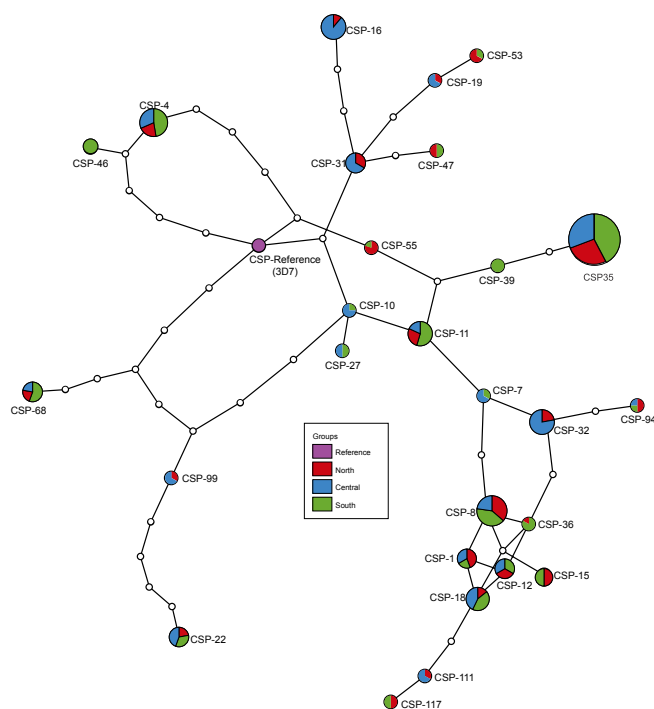 CSP-16
CSP-53
CSP-19
CSP-4
CSP-46
CSP-31
CSP-47
CSP-55
CSP-Reference
(3D7)
CSP-39
CSP35
CSP-10
CSP-11
CSP-27
CSP-7
CSP-68
CSP-32
CSP-94
Groups
Reference
North
Central
South
CSP-99
CSP-8
CSP-36
CSP-1
CSP-12
CSP-15
CSP-18
CSP-22
CSP-111
CSP-117